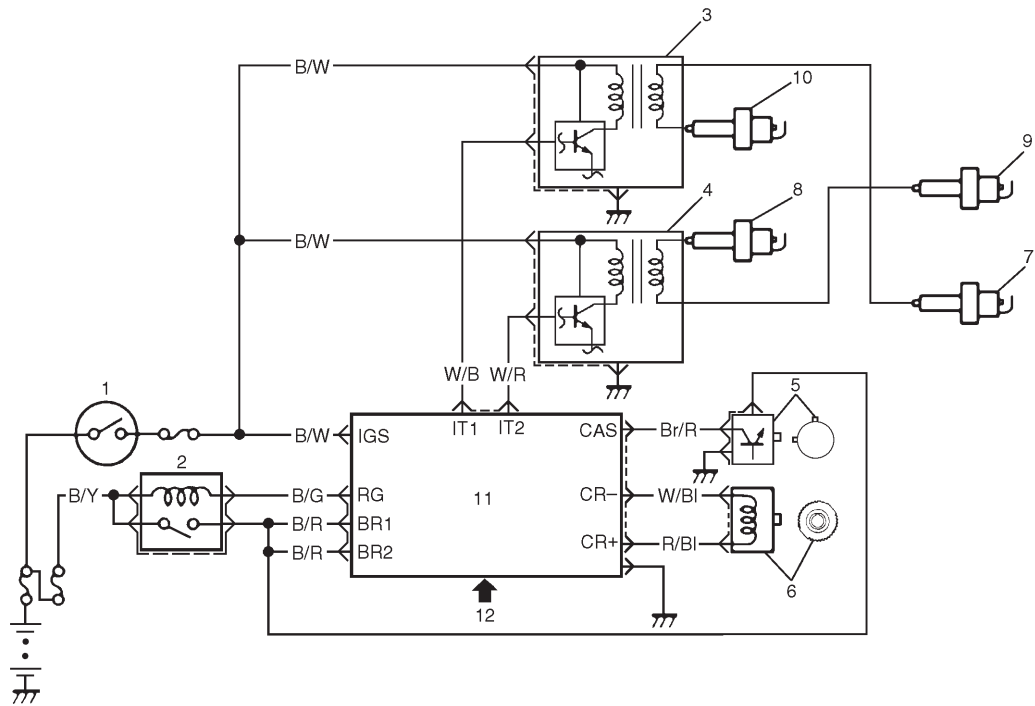 3
B/W
10
9
4
8
B/W
7
W/B
W/R
1
5
IT1
IT2
B/W
IGS
CAS
Br/R
2
B/Y
B/G
RG
11
CR–
W/Bl
B/R
BR1
B/R
BR2
CR+
R/Bl
6
12